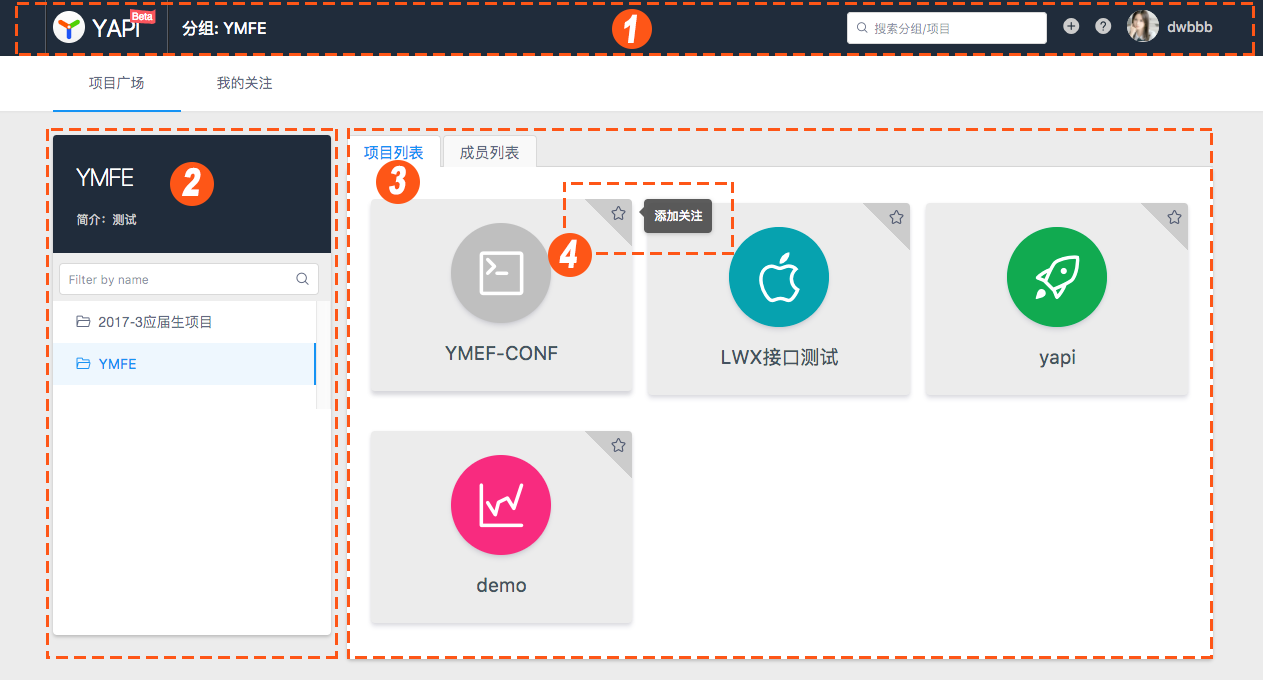 YAPI Beta
分组: YMFE
1
搜索分组/项目
?
dwbbb
项目广场
我的关注
YMFE
2
简介：测试
Filter by name
2017-3应届生项目
YMFE
项目列表
成员列表
3
添加关注
4
YMEF-CONF
LWX接口测试
yapi
demo